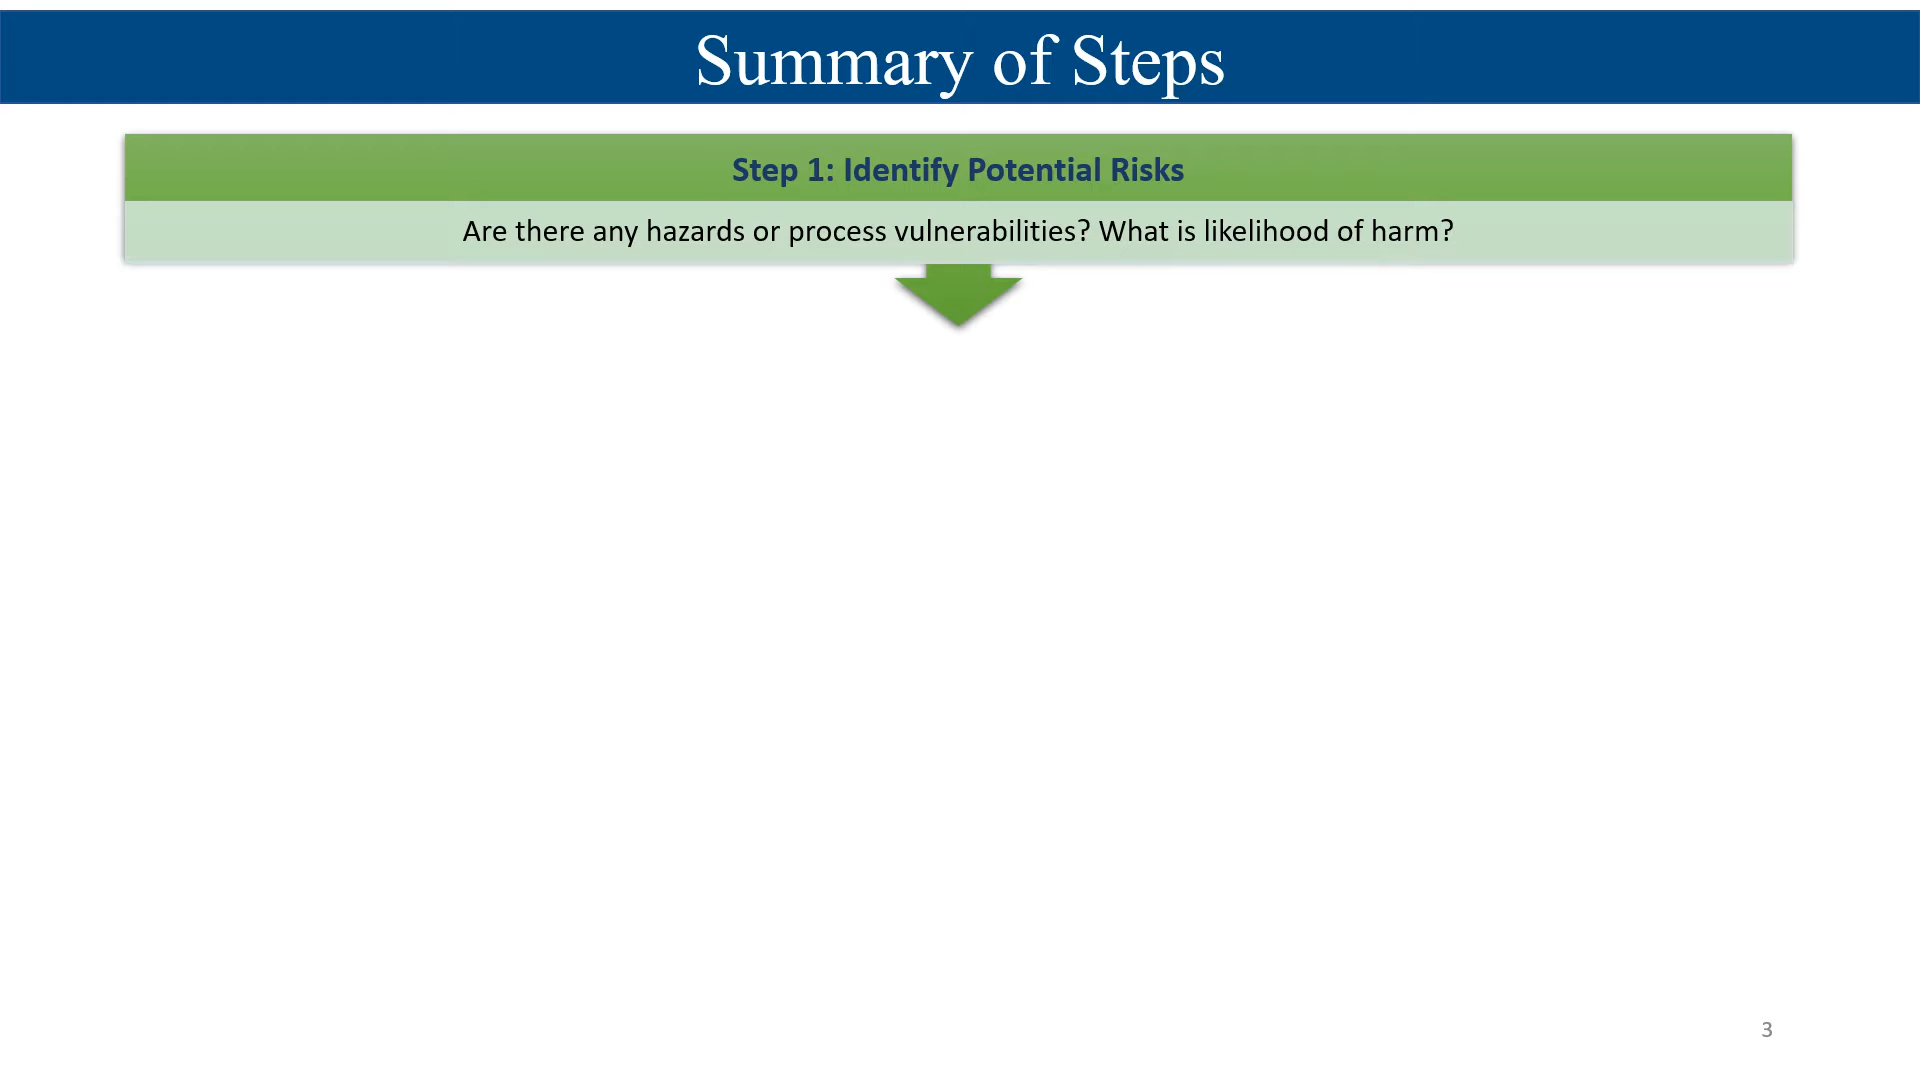 Summary of Steps
Step 1: Identify Potential Risks
Are there any hazards or process vulnerabilities? What is likelihood of harm?
3